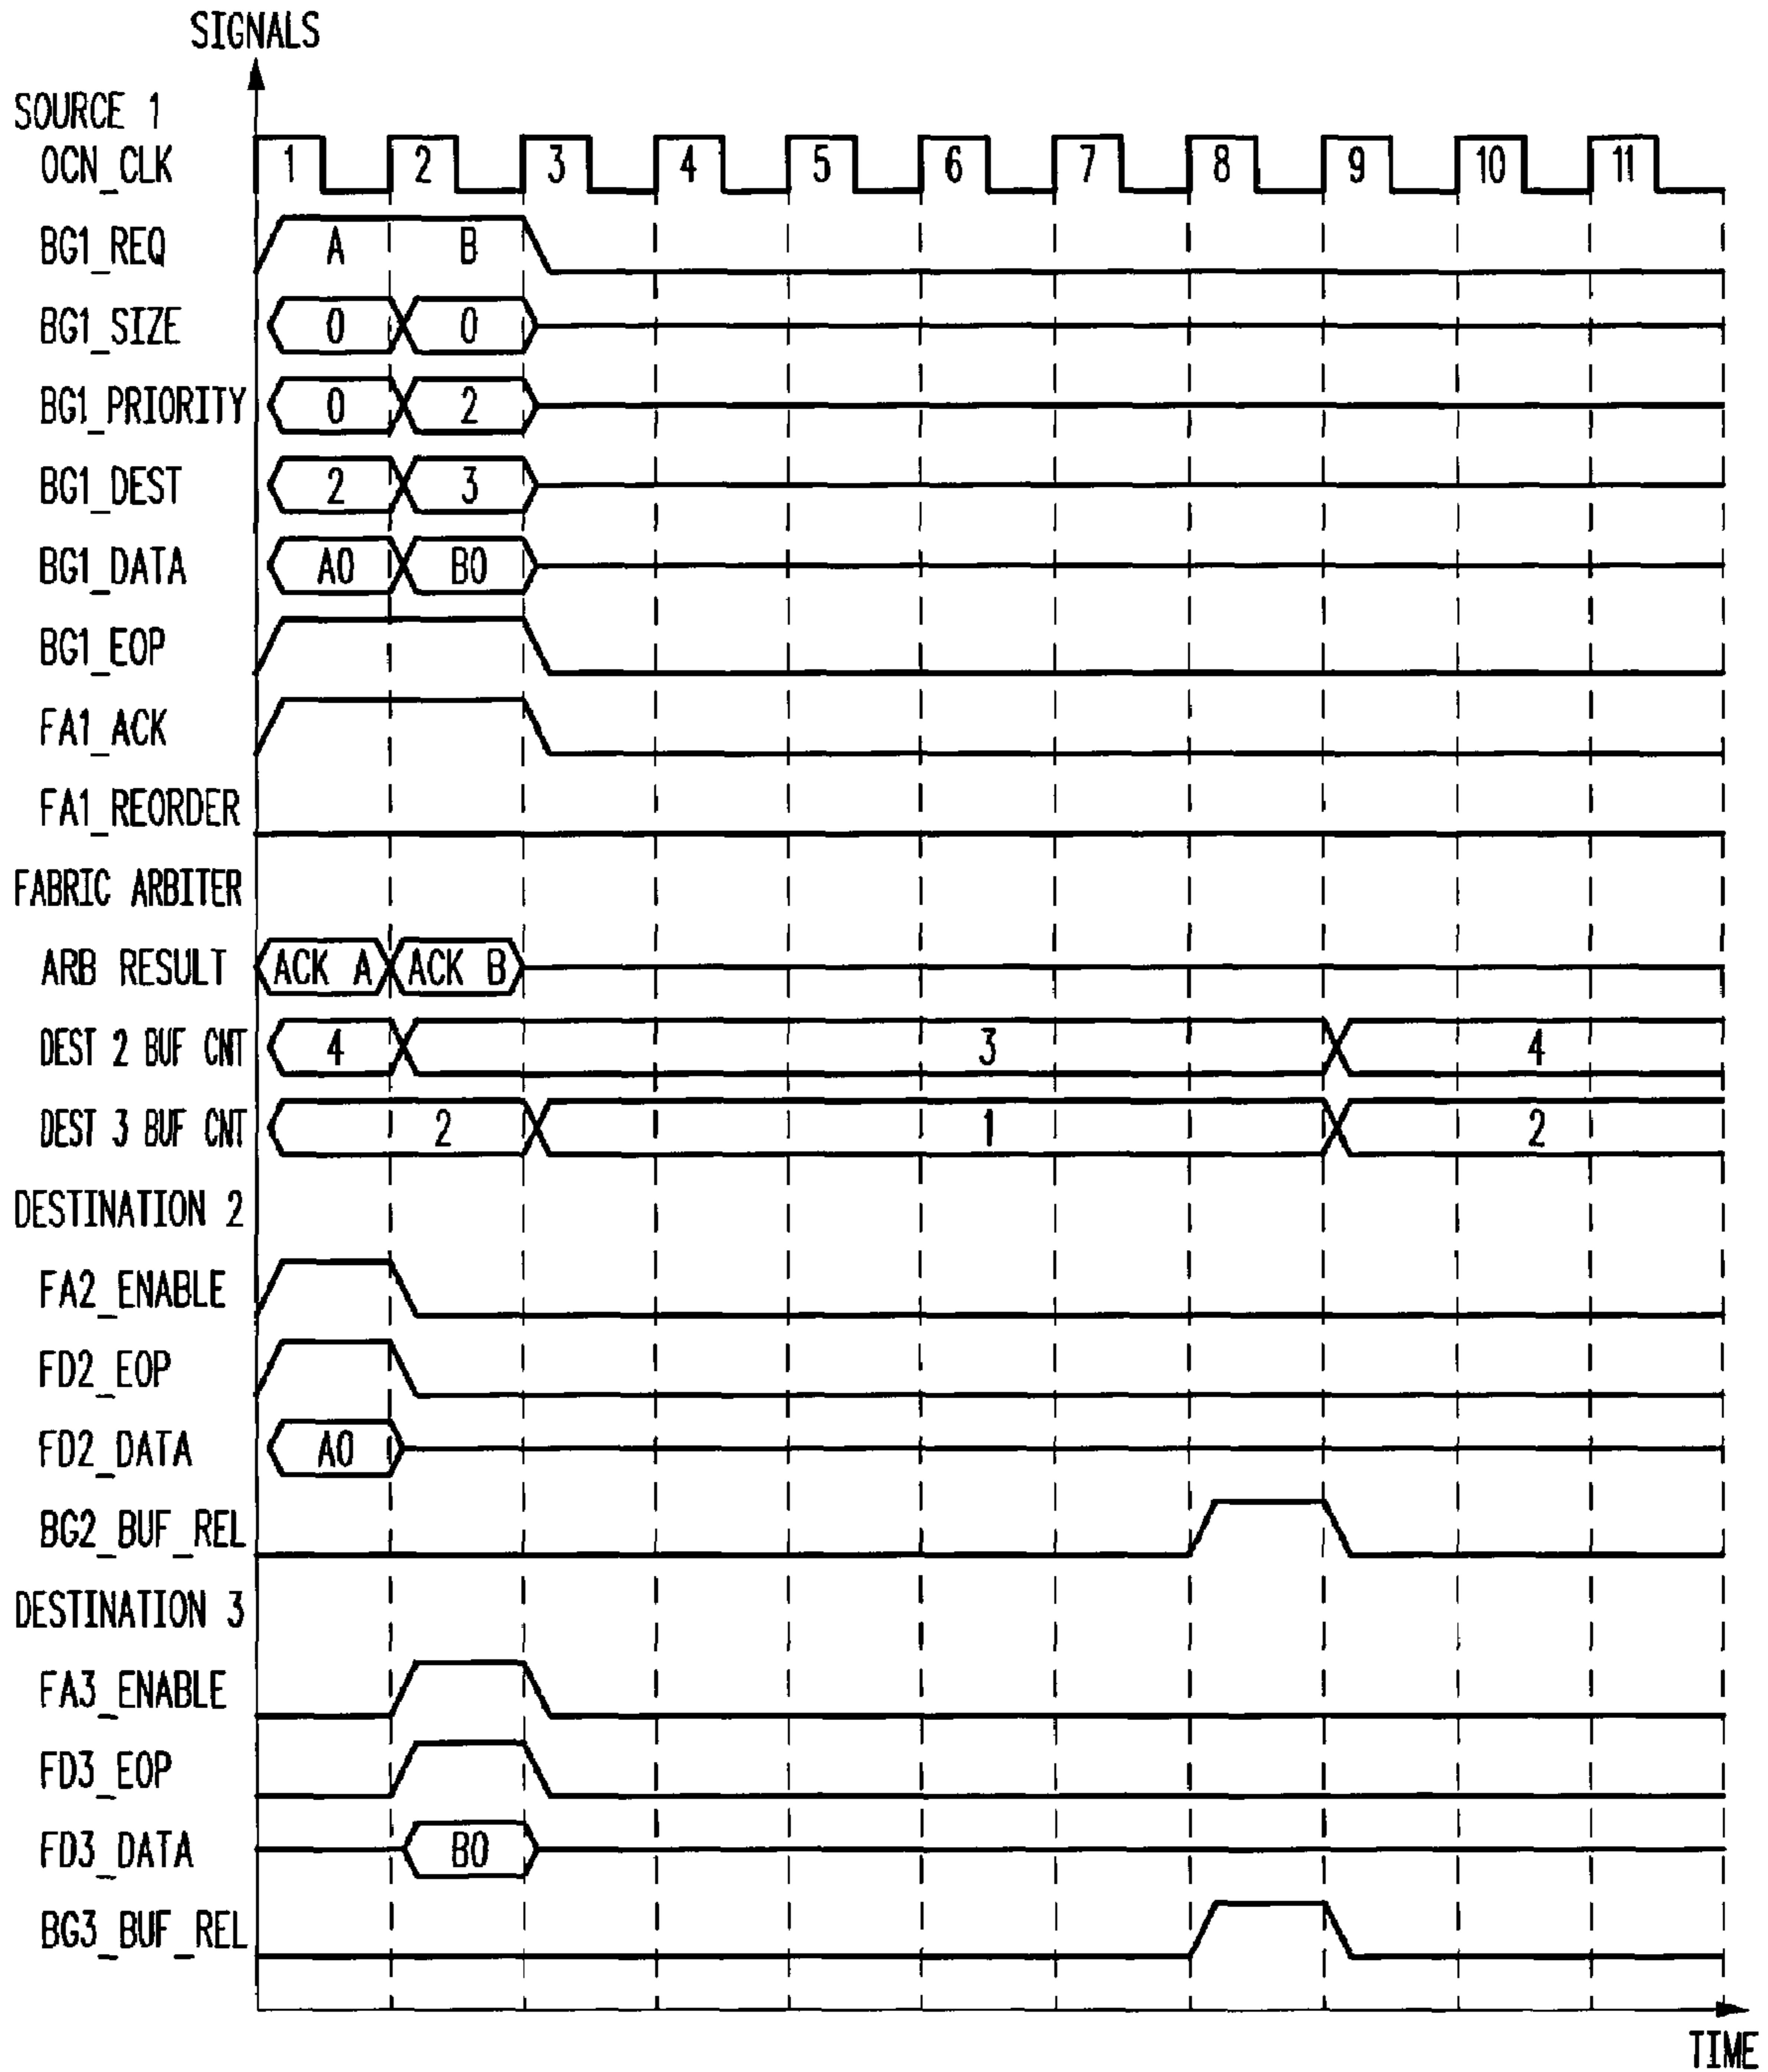 SIGNALS
SOURCE 1
OCN_CLK 1 2 3 4 5 6 7 8 9 10 11
BG1_REQ A B
BG1_SIZE 0 0
BG1_PRIORITY 0 2
BG1_DEST 2 3
BG1_DATA A0 B0
BG1_EOP
FA1_ACK
FA1_REORDER
FABRIC ARBITER
ARB RESULT ACK A ACK B
DEST 2 BUF CNT 4 3 4
DEST 3 BUF CNT 2 1 2
DESTINATION 2
FA2_ENABLE
FD2_EOP
FD2_DATA A0
BG2_BUF_REL
DESTINATION 3
FA3_ENABLE
FD3_EOP
FD3_DATA B0
BG3_BUF_REL
TIME